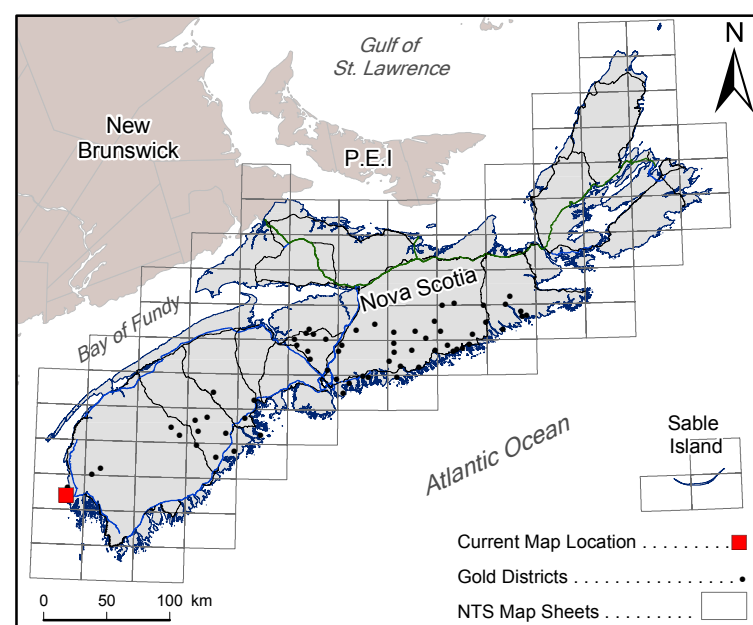 N
Gulf of
St. Lawrence
New
Brunswick
P.E.I
Nova Scotia
Bay of Fundy
Sable
Island
Atlantic Ocean
Current Map Location . . . . . . . . .
Gold Districts . . . . . . . . . . . . . . . .
NTS Map Sheets . . . . . . . . .
0 50 100 km